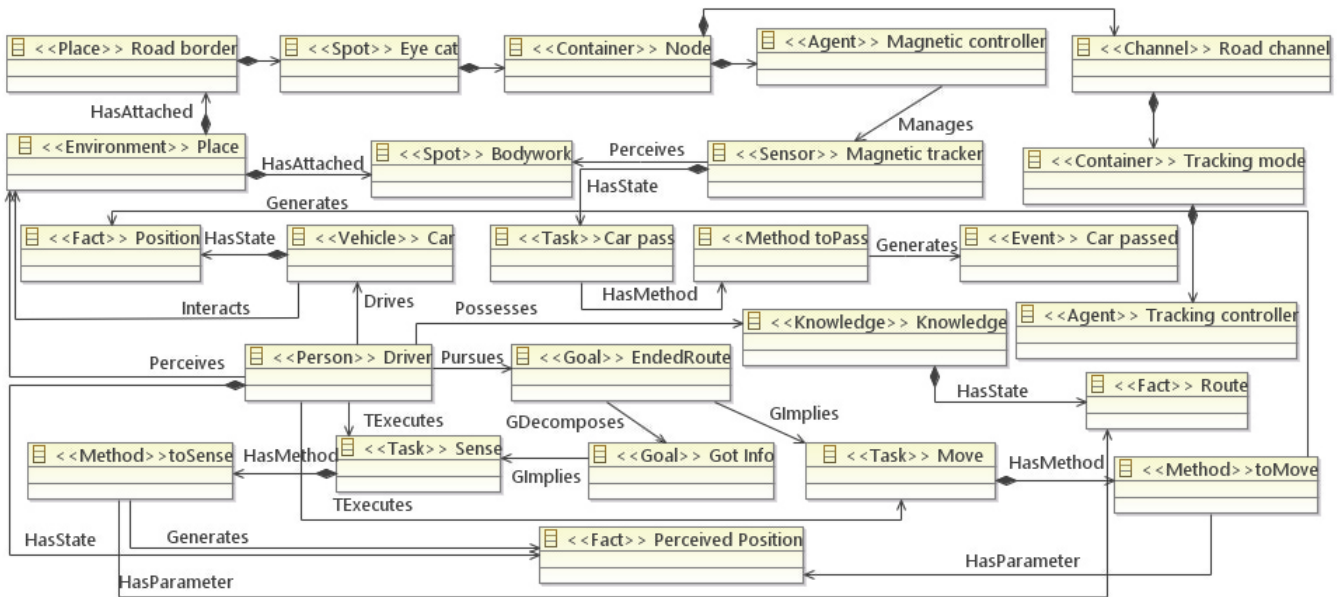 <<Place>> Road border
<<Spot>> Eye cat
<<Container>> Node
<<Agent>> Magnetic controller
<<Channel>> Road channel
HasAttached
Manages
<<Environment>> Place
HasAttached
<<Spot>> Bodywork
Perceives
<<Sensor>> Magnetic tracker
<<Container>> Tracking mode
HasState
Generates
<<Fact>> Position
HasState
<<Vehicle>> Car
<<Task>>Car pass
<<Method toPass
Generates
<<Event>> Car passed
HasMethod
Interacts
Drives
Possesses
<<Knowledge>> Knowledge
<<Agent>> Tracking controller
Perceives
<<Person>> Driver
Pursues
<<Goal>> EndedRoute
HasState
<<Fact>> Route
TExecutes
GDecomposes
GImplies
<<Method>>toSense
HasMethod
<<Task>> Sense
GImplies
<<Goal>> Got Info
<<Task>> Move
HasMethod
<<Method>>toMove
TExecutes
HasState
Generates
<<Fact>> Perceived Position
HasParameter
HasParameter